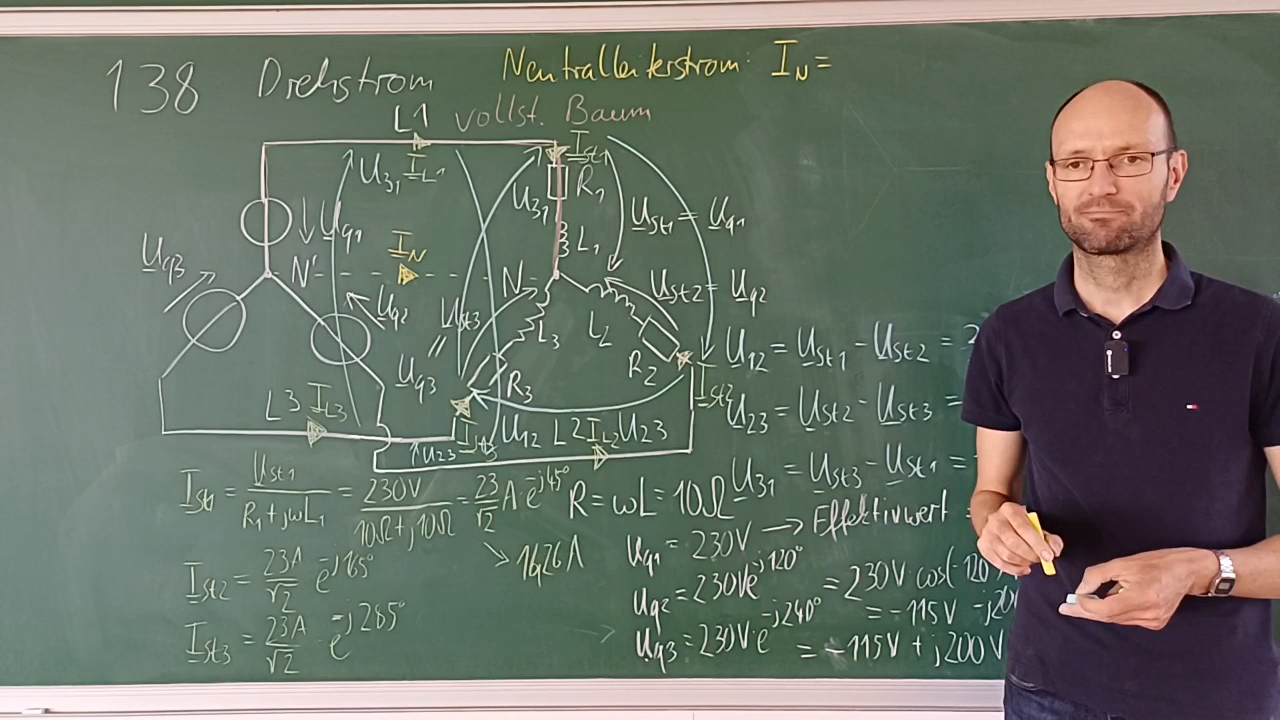 138 Drehstrom
Neutralleiterstrom: I_N =
vollst. Baum
L1
I_L1
U_31
I_st1
R_1
U_31
L_1
U_st1 = U_q1
U_q1
U_q3
N'
I_N
N
U_q2
U_st3
U_st2 = U_q2
L_3
L_2
R_2
R_3
U_q3
=
I_st2
L3 I_L3
I_st3
U_12
L2
I_L2
U_23
U_23
U_12 = U_st1 - U_st2 = 2
U_23 = U_st2 - U_st3 =
U_31 = U_st3 - U_st1 =
I_st1 = U_st1 / (R_1 + jωL_1) = 230V / (10Ω + j10Ω) = 23/√2 A·e^-j45°
→ 16,26A
I_st2 = 23A/√2 e^-j165°
I_st3 = 23A/√2 · e^-j285°
R = ωL = 10Ω
U_q1 = 230V → Effektivwert =
U_q2 = 230V e^-j120° = 230V cos(-120°)
= -115V - j20
U_q3 = 230V·e^-j240° = -115V + j200V